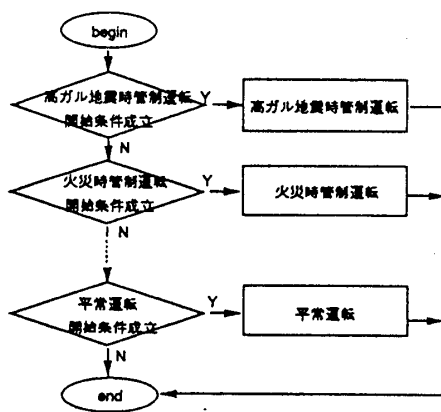 begin
高ガル地震時管制運転
開始条件成立
Y
高ガル地震時管制運転
N
火災時管制運転
開始条件成立
Y
火災時管制運転
N
平常運転
開始条件成立
Y
平常運転
N
end